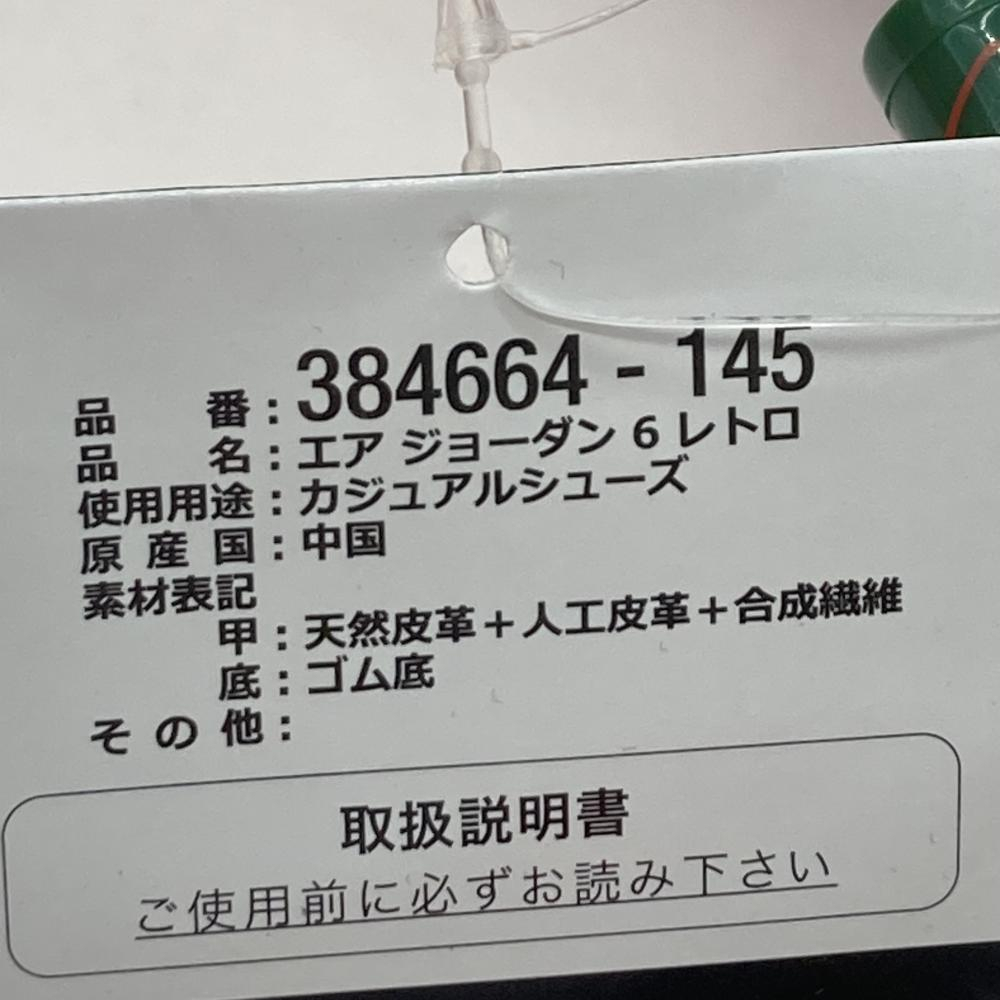 品番：384664-145
品名：エア ジョーダン 6 レトロ
使用用途：カジュアルシューズ
原産国：中国
素材表記
甲：天然皮革＋人工皮革＋合成繊維
底：ゴム底
その他：
取扱説明書
ご使用前に必ずお読み下さい